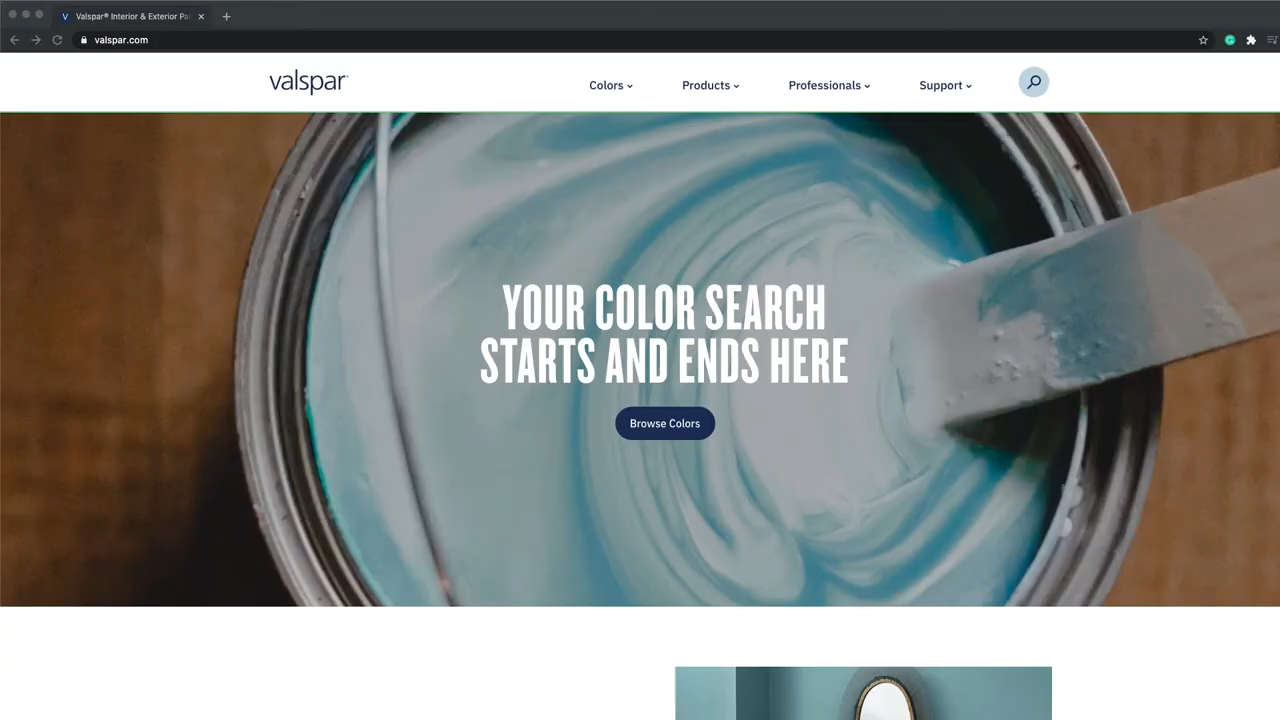 V Valspar® Interior & Exterior Pai
valspar.com
valspar
Colors
Products
Professionals
Support
YOUR COLOR SEARCH
STARTS AND ENDS HERE
Browse Colors